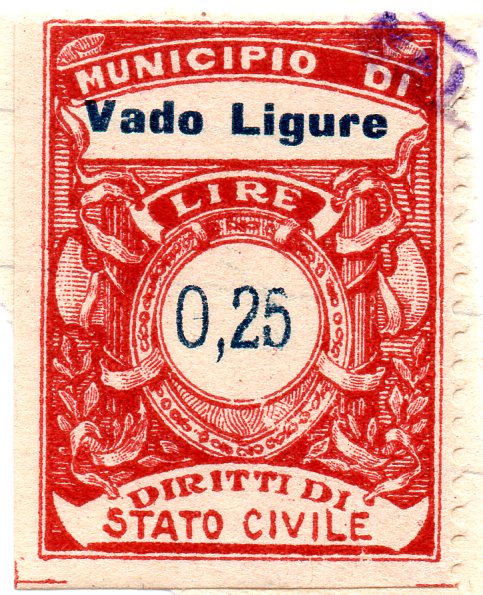 MUNICIPIO DI
Vado Ligure
LIRE
0,25
DIRITTI DI
STATO CIVILE